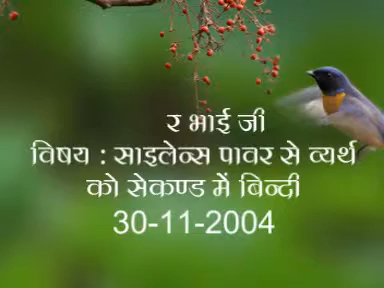 र भाई जी
विषय : साइलेन्स पावर से व्यर्थ
को सेकण्ड में बिन्दी
30-11-2004